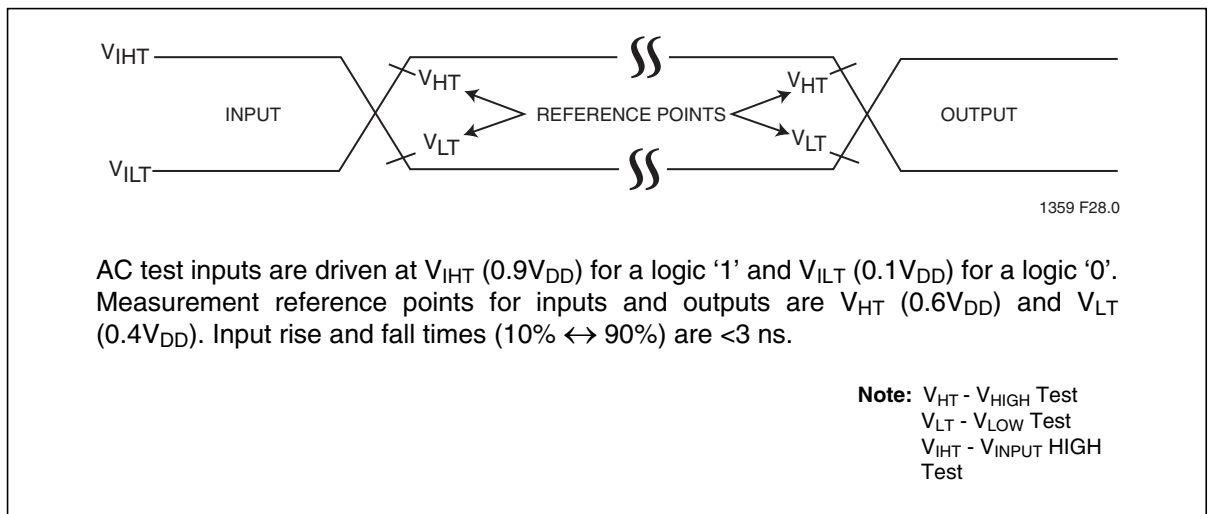 VIHT
VHT
VHT
INPUT
REFERENCE POINTS
OUTPUT
VLT
VLT
VILT
1359 F28.0
AC test inputs are driven at VIHT (0.9VDD) for a logic ‘1’ and VILT (0.1VDD) for a logic ‘0’.
Measurement reference points for inputs and outputs are VHT (0.6VDD) and VLT
(0.4VDD). Input rise and fall times (10% ↔ 90%) are <3 ns.
Note: VHT - VHIGH Test
VLT - VLOW Test
VIHT - VINPUT HIGH
Test